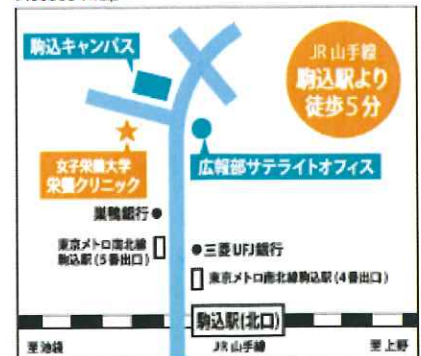 駒込キャンパス
JR山手線
駒込駅より
徒歩5分
女子栄養大学
栄養クリニック
広報部サテライトオフィス
巣鴨銀行●
東京メトロ南北線
駒込駅(5番出口)
●三菱UFJ銀行
東京メトロ南北線駒込駅(4番出口)
駒込駅(北口)
至池袋
JR山手線
至上野